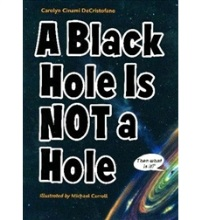 Carolyn Cinami DeCristofano
A Black
Hole Is
NOT a
Hole
Then what
is it?
Illustrated by Michael Carroll